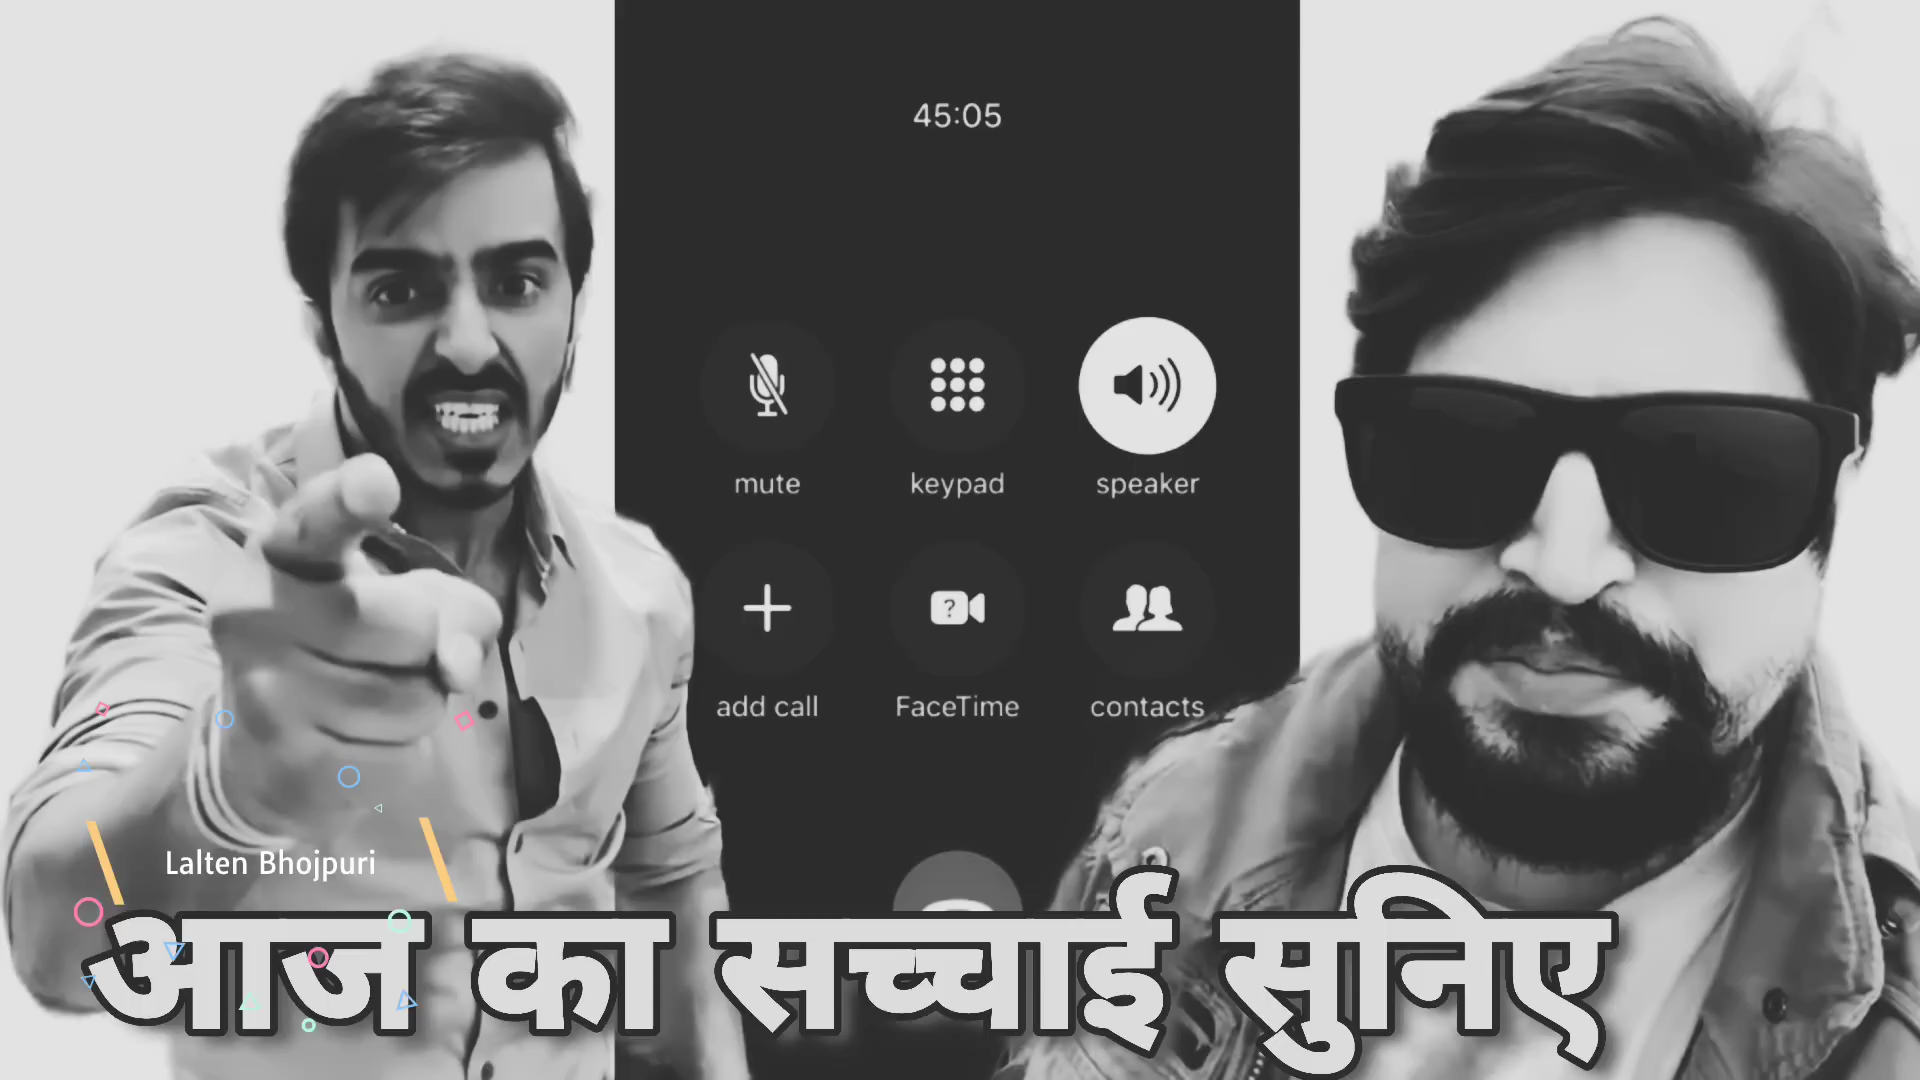 45:05
mute keypad speaker
add call FaceTime contacts
Lalten Bhojpuri
आज का सच्चाई सुनिए